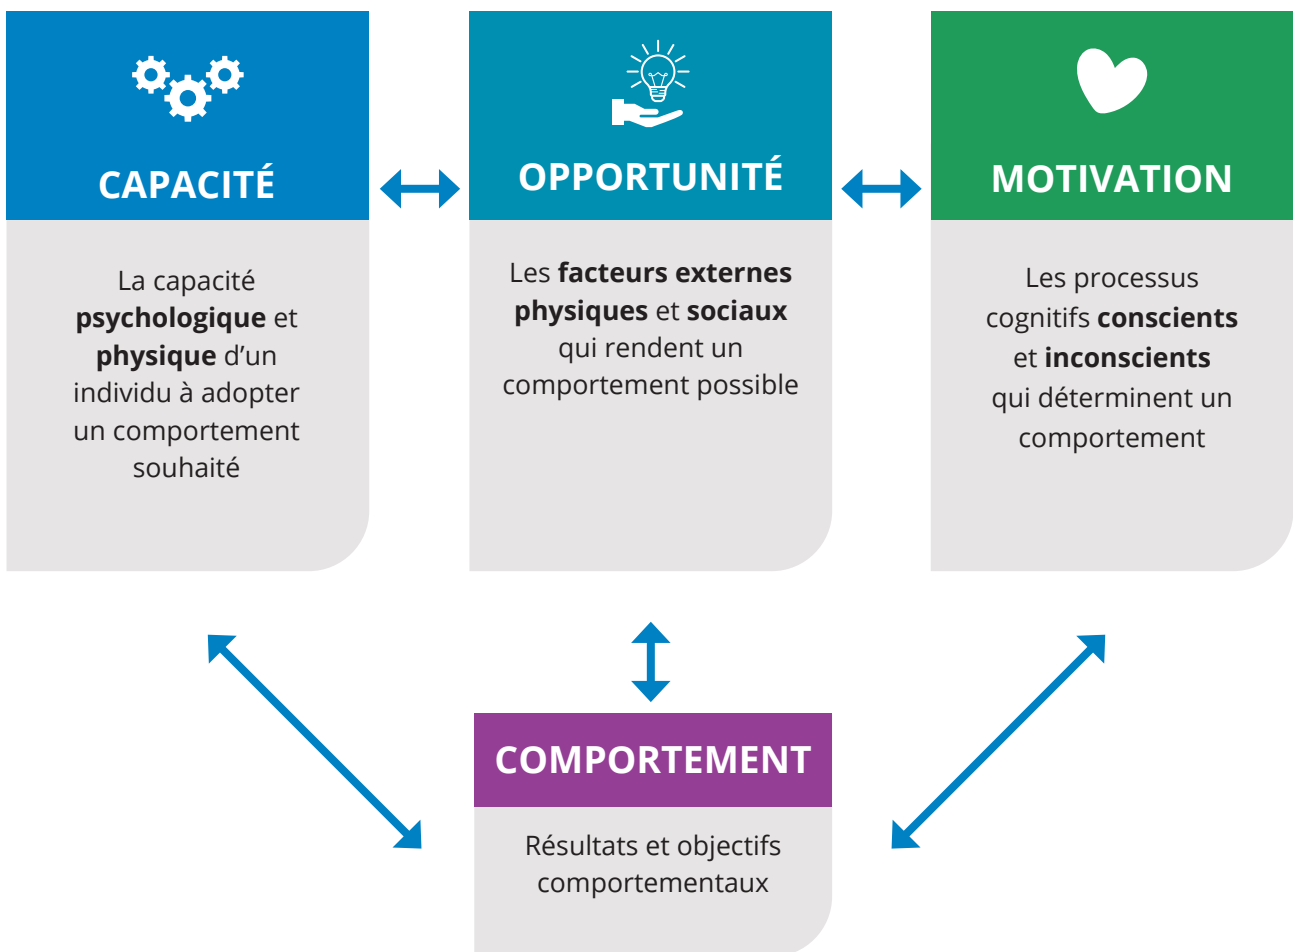 CAPACITÉ
La capacité
psychologique et
physique d’un
individu à adopter
un comportement
souhaité
OPPORTUNITÉ
Les facteurs externes
physiques et sociaux
qui rendent un
comportement possible
MOTIVATION
Les processus
cognitifs conscients
et inconscients
qui déterminent un
comportement
COMPORTEMENT
Résultats et objectifs
comportementaux